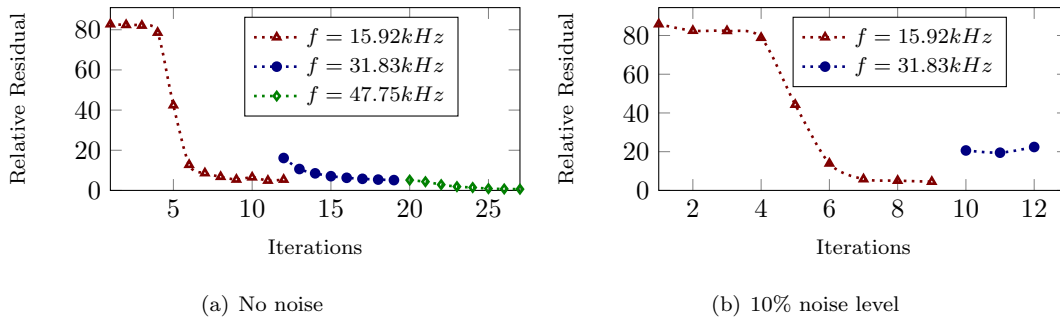 Relative Residual
80
60
40
20
0
5
10
15
20
25
Iterations
f = 15.92kHz
f = 31.83kHz
f = 47.75kHz
(a) No noise
Relative Residual
80
60
40
20
0
2
4
6
8
10
12
Iterations
f = 15.92kHz
f = 31.83kHz
(b) 10% noise level